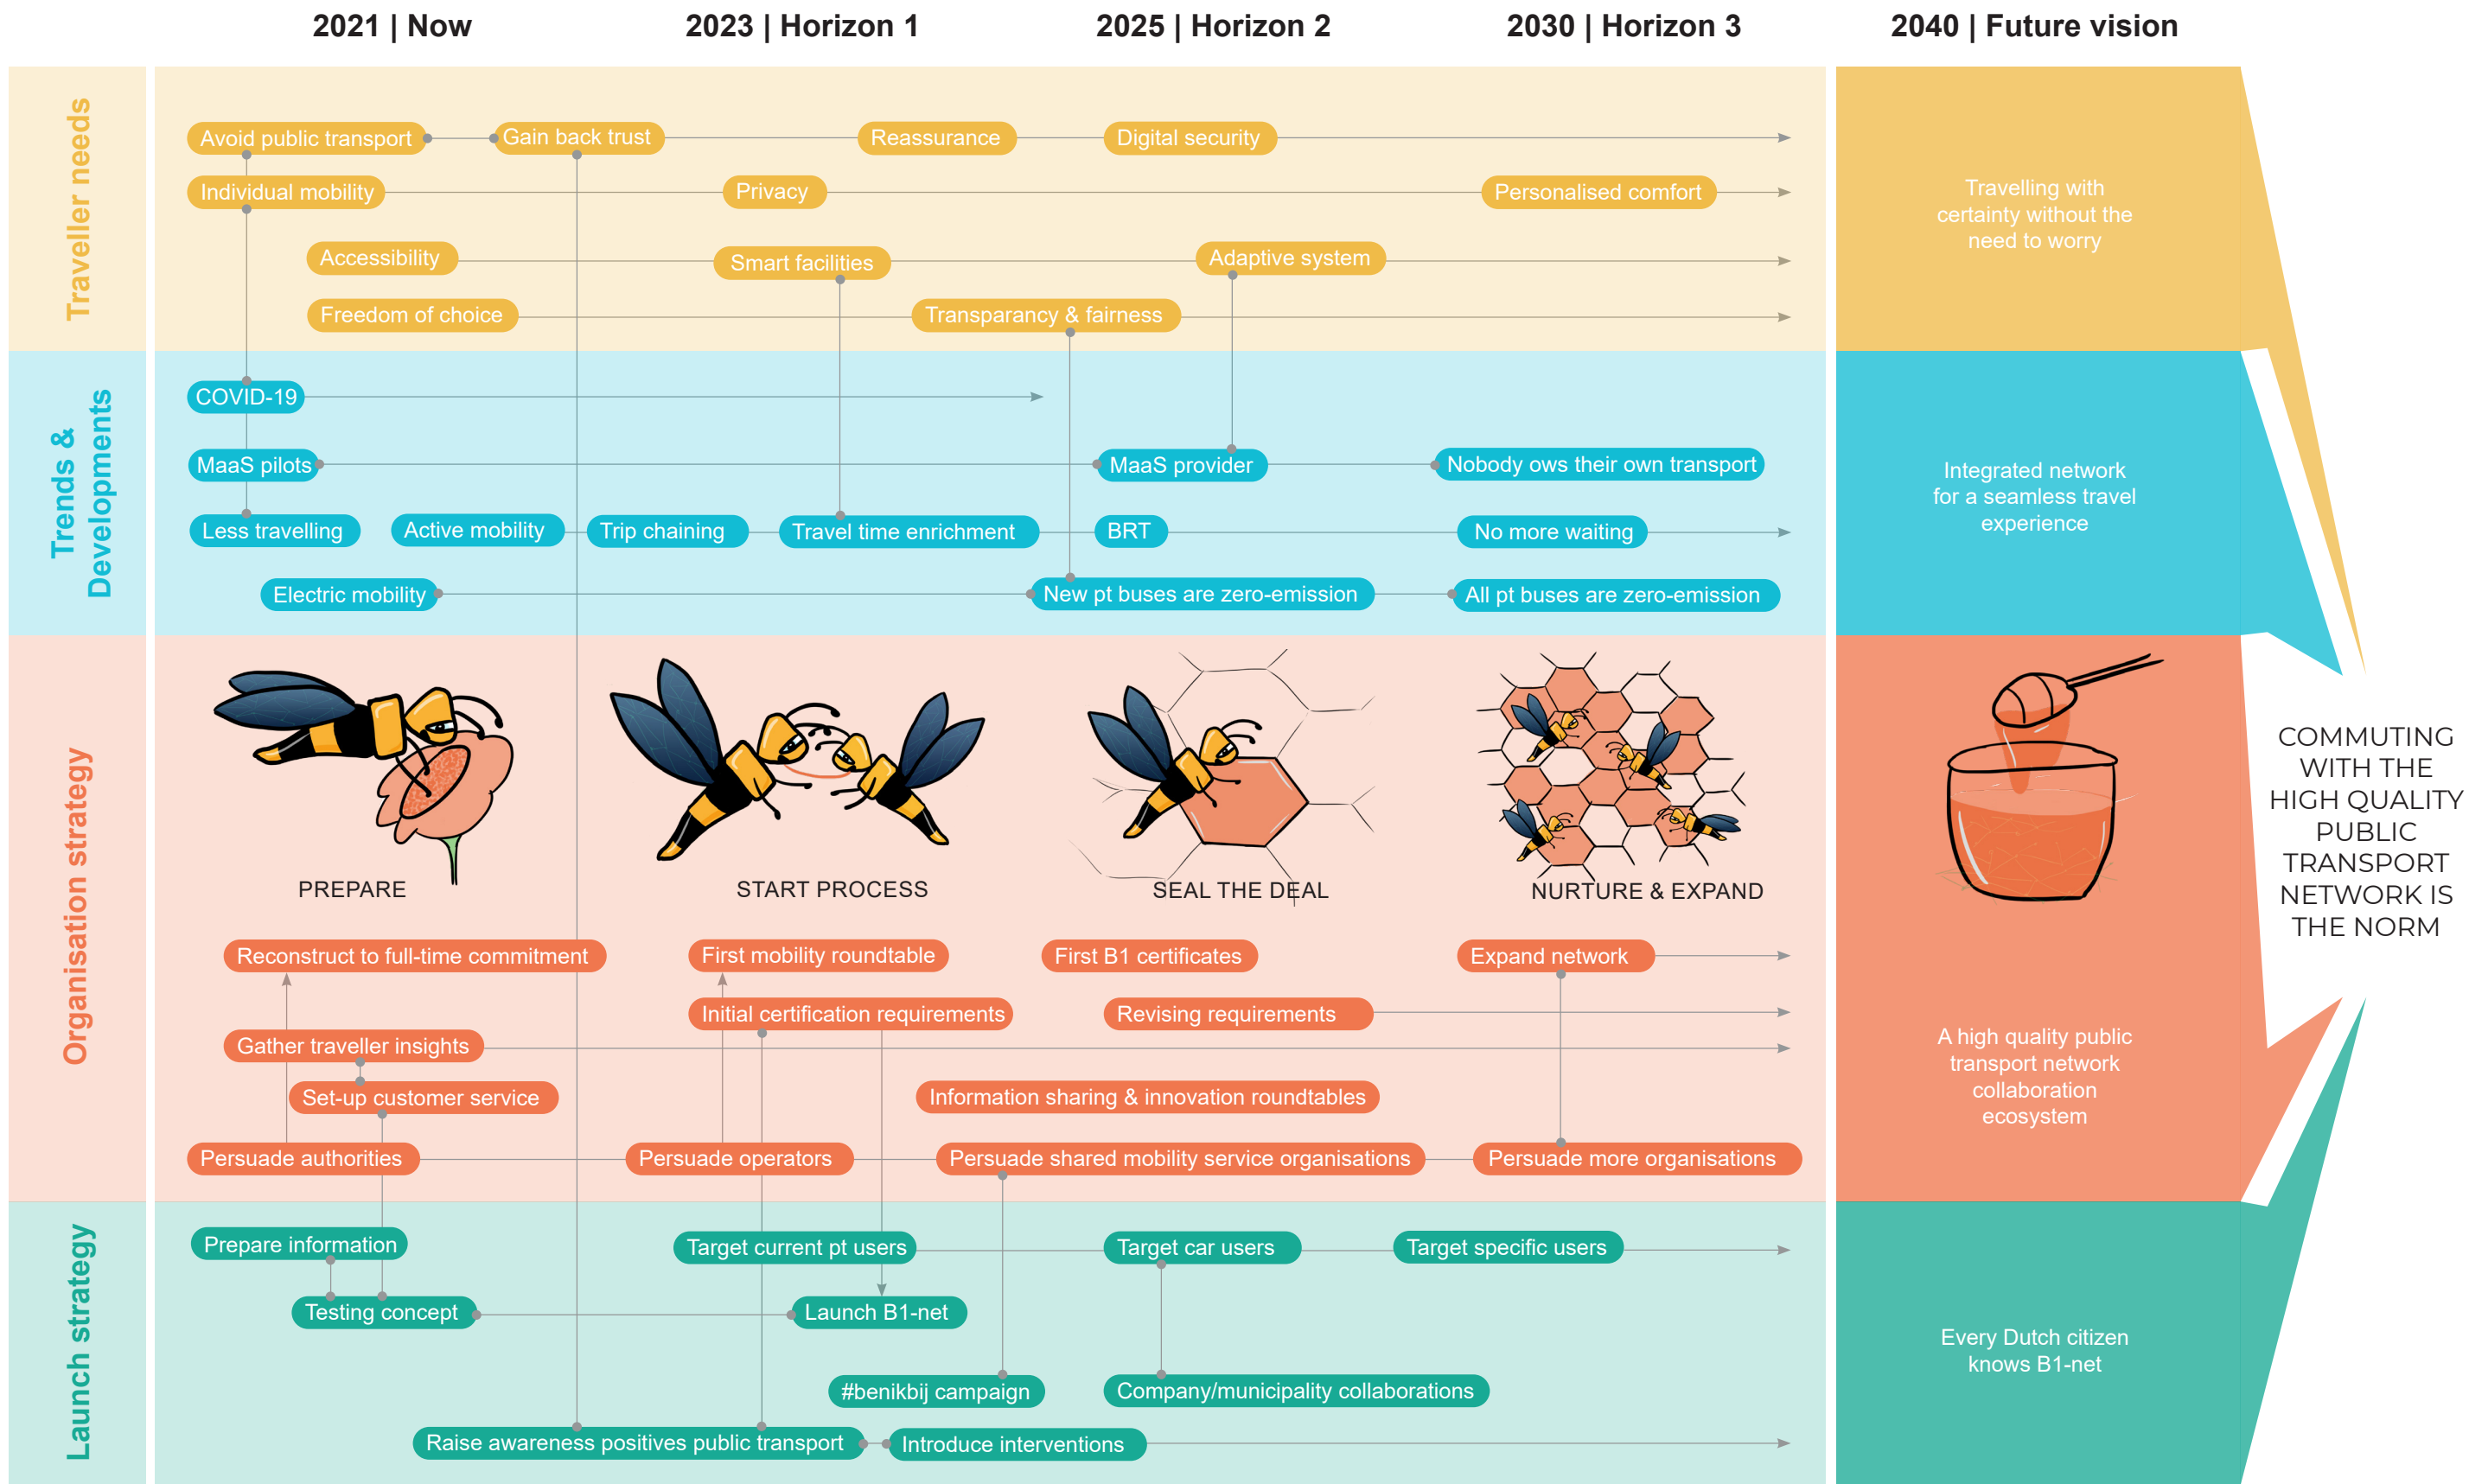 2021 | Now
2023 | Horizon 1
2025 | Horizon 2
2030 | Horizon 3
2040 | Future vision
Traveller needs
Avoid public transport
Gain back trust
Reassurance
Digital security
Individual mobility
Privacy
Personalised comfort
Accessibility
Smart facilities
Adaptive system
Freedom of choice
Transparancy & fairness
Travelling with
certainty without the
need to worry
Trends &
Developments
COVID-19
MaaS pilots
MaaS provider
Nobody ows their own transport
Less travelling
Active mobility
Trip chaining
Travel time enrichment
BRT
No more waiting
Electric mobility
New pt buses are zero-emission
All pt buses are zero-emission
Integrated network
for a seamless travel
experience
Organisation strategy
PREPARE
START PROCESS
SEAL THE DEAL
NURTURE & EXPAND
Reconstruct to full-time commitment
First mobility roundtable
First B1 certificates
Expand network
Initial certification requirements
Revising requirements
Gather traveller insights
Set-up customer service
Information sharing & innovation roundtables
Persuade authorities
Persuade operators
Persuade shared mobility service organisations
Persuade more organisations
A high quality public
transport network
collaboration
ecosystem
Launch strategy
Prepare information
Target current pt users
Target car users
Target specific users
Testing concept
Launch B1-net
#benikbij campaign
Company/municipality collaborations
Raise awareness positives public transport
Introduce interventions
Every Dutch citizen
knows B1-net
COMMUTING
WITH THE
HIGH QUALITY
PUBLIC
TRANSPORT
NETWORK IS
THE NORM